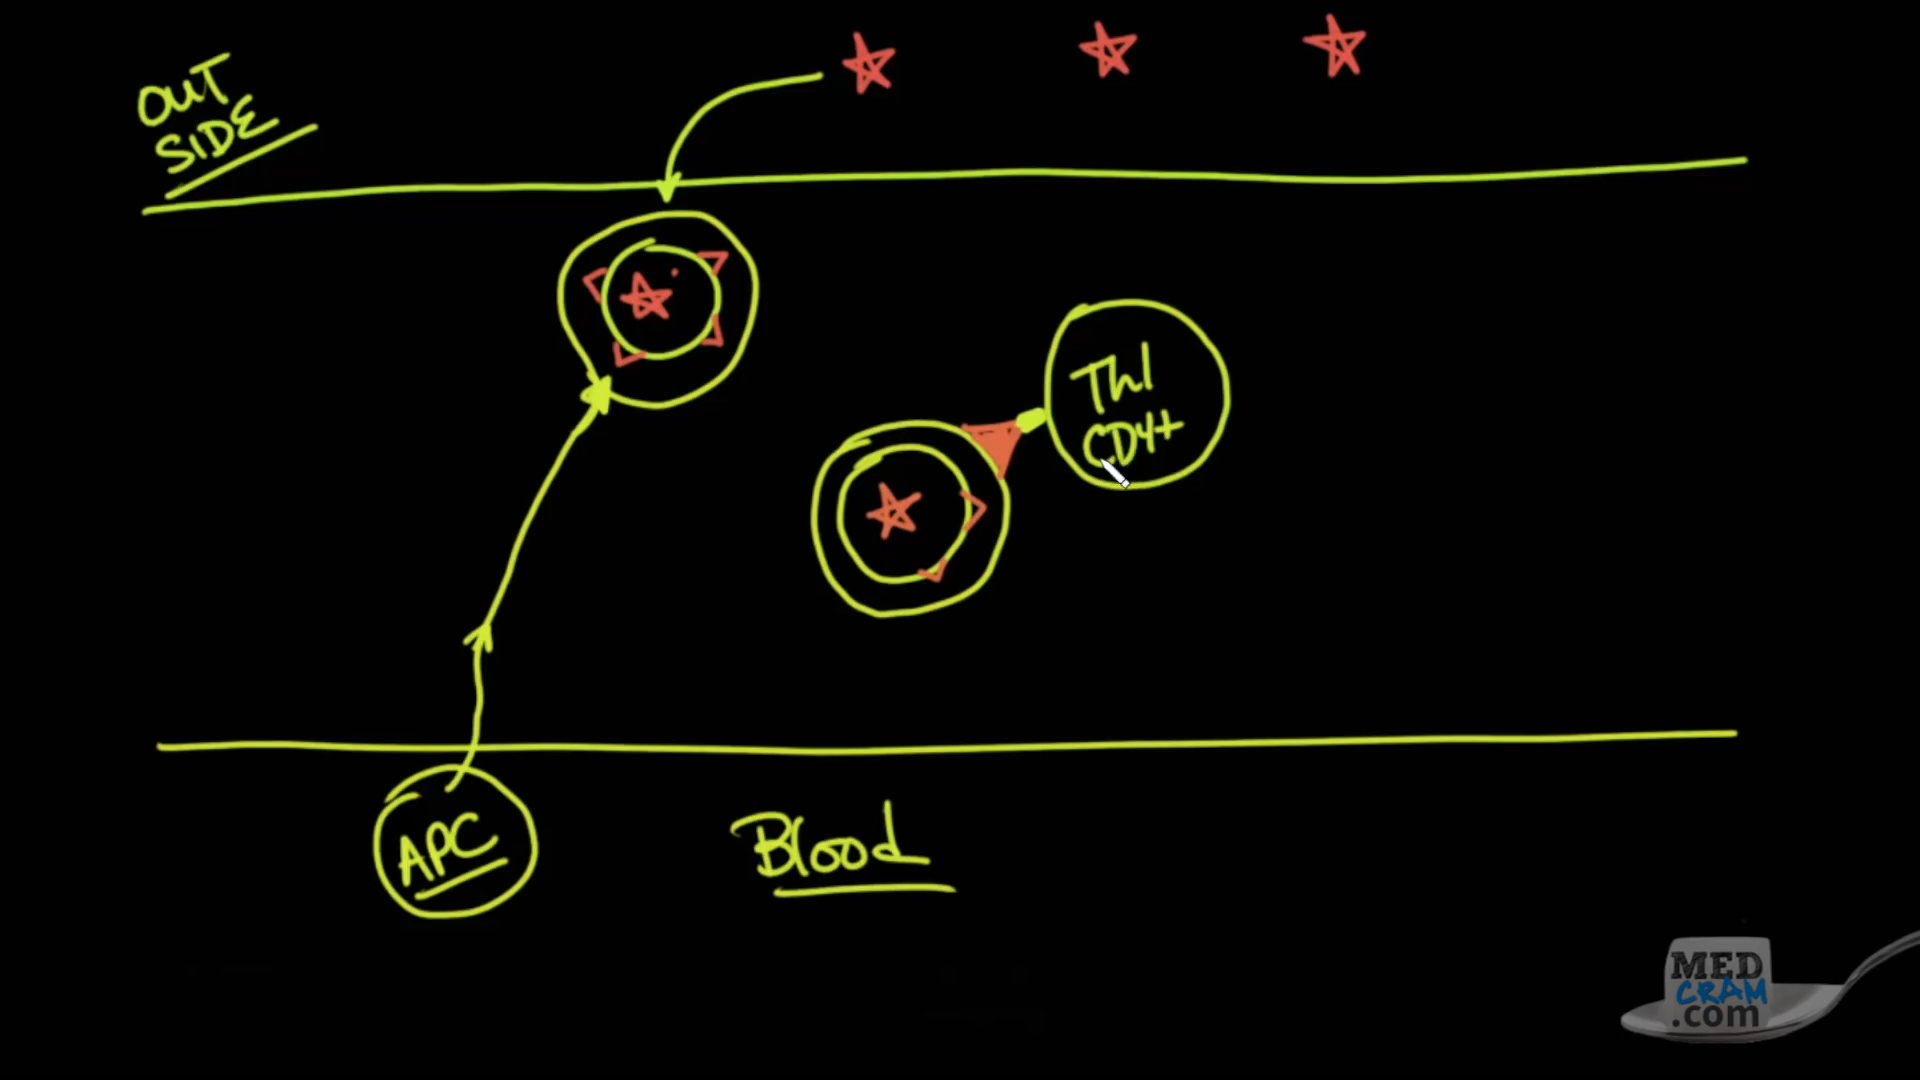 OUT
SIDE
Th1
CD4+
APC
Blood
MED
CRAM
.com